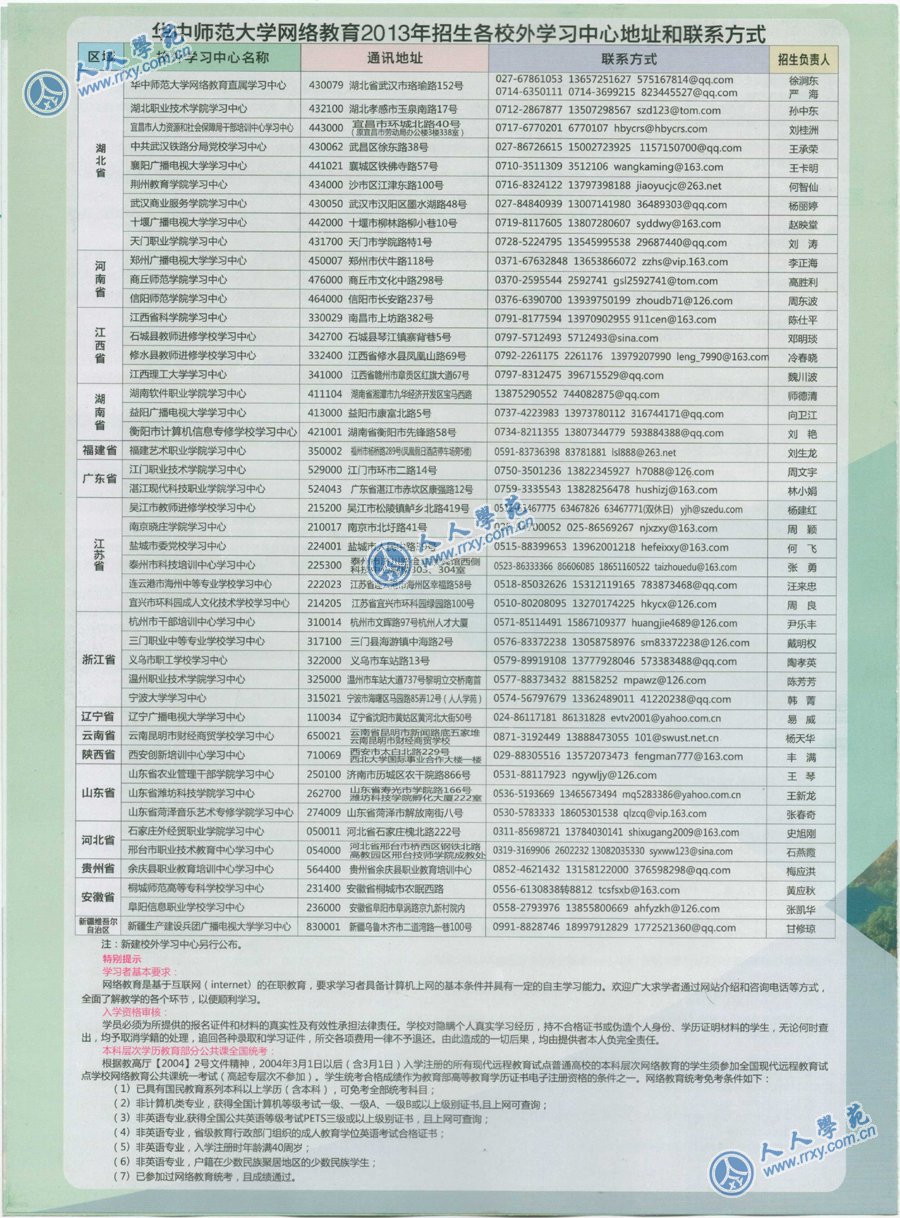 华中师范大学网络教育2013年招生各校外学习中心地址和联系方式
区域 学习中心名称 通讯地址 联系方式 招生负责人
湖北省
华中师范大学网络教育直属学习中心 430079 湖北省武汉市珞瑜路152号 027-67861053 13657251627 575167814@qq.com 徐涧东
0714-6350111 0714-3699215 823445527@qq.com 严 海
湖北职业技术学院学习中心 432100 湖北孝感市玉泉南路17号 0712-2867877 13507298567 szd123@tom.com 孙中东
宜昌市人力资源和社会保障局干部培训中心学习中心 443000 宜昌市环城北路40号 0717-6770201 6770107 hbycrs@hbycrs.com 刘桂洲
(原宜昌市劳动局办公楼3楼338室)
中共武汉铁路分局党校学习中心 430062 武昌区徐东路38号 027-86726615 15002723925 1157150700@qq.com 王承荣
襄阳广播电视大学学习中心 441021 襄城区铁佛寺路57号 0710-3511309 3512106 wangkaming@163.com 王卡明
荆州教育学院学习中心 434000 沙市区江津东路100号 0716-8324122 13797398188 jiaoyucjc@263.net 何智仙
武汉商业服务学院学习中心 430050 武汉市汉阳区墨水湖路48号 027-84840939 13007141980 36489303@qq.com 杨丽婷
十堰广播电视大学学习中心 442000 十堰市柳林路柳小巷10号 0719-8117605 13807280607 syddwy@163.com 赵映堂
天门职业学院学习中心 431700 天门市学院路特1号 0728-5224795 13545995538 29687440@qq.com 刘 涛
河南省
郑州广播电视大学学习中心 450007 郑州市伏牛路118号 0371-67632848 13653866072 zzhs@vip.163.com 李正海
商丘师范学院学习中心 476000 商丘市文化中路298号 0370-2595544 2592741 gsl2592741@tom.com 高胜利
信阳师范学院学习中心 464000 信阳市长安路237号 0376-6390700 13939750199 zhoudb71@126.com 周东波
江西省
江西省科学院学习中心 330029 南昌市上坊路382号 0791-8177594 13970902955 911cen@163.com 陈仕平
石城县教师进修学校学习中心 342700 石城县琴江镇寨背巷5号 0797-5712493 5712493@sina.com 邓明琰
修水县教师进修学校学习中心 332400 江西省修水县凤凰山路69号 0792-2261175 2261176 13979207990 leng_7990@163.com 冷春晓
江西理工大学学习中心 341000 江西省赣州市章贡区红旗大道67号 0797-8312475 396715529@qq.com 魏川波
湖南省
湖南软件职业学院学习中心 411104 湖南省湘潭市九华经济开发区宝马西路 13875290552 744082875@qq.com 师德清
益阳广播电视大学学习中心 413000 益阳市康富北路5号 0737-4223983 13973780112 316744171@qq.com 向卫江
衡阳市计算机信息专修学校学习中心 421001 湖南省衡阳市先锋路58号 0734-8211355 13807344779 593884388@qq.com 刘 艳
福建省 福建艺术职业学院学习中心 350002 福州市杨桥路289号(凤凰假日酒店停车场旁5楼) 0591-83736398 83781881 lsl888@263.net 刘生龙
广东省
江门职业技术学院学习中心 529000 江门市环市二路14号 0750-3501236 13822345927 h7088@126.com 周文宇
湛江现代科技职业学院学习中心 524043 广东省湛江市赤坎区康强路12号 0759-3335543 13828256478 hushizj@163.com 林小娟
江苏省
吴江市教师进修学校学习中心 215200 吴江市松陵镇鲈乡北路419号 63467826 63467771(双休日) yjh@szedu.com 杨建红
南京晓庄学院学习中心 210017 南京市北圩路41号 025-86569267 njxzxy@163.com 周 颖
盐城市委党校学习中心 224001 盐城市 0515-88399653 13962001218 hefeixxy@163.com 何 飞
泰州市科技培训中心学习中心 225300 0523-86333366 86606085 18651160522 taizhouedu@163.com 张 勇
303、304室
连云港市海州中等专业学校学习中心 222023 海州区幸福路58号 0518-85032626 15312119165 783873468@qq.com 汪来忠
宜兴市环科园成人文化技术学校学习中心 214205 江苏省宜兴市环科园绿园路100号 0510-80208095 13270174225 hkycx@126.com 周 良
浙江省
杭州市干部培训中心学习中心 310014 杭州市文晖路97号杭州人才大厦 0571-85114491 15867109377 huangjie4689@126.com 尹乐丰
三门职业中等专业学校学习中心 317100 三门县海游镇中海路2号 0576-83372238 13058758976 sm83372238@126.com 戴明权
义乌市职工学校学习中心 322000 义乌市车站路13号 0579-89919108 13777928046 573383488@qq.com 陶孝英
温州职业技术学院学习中心 325000 温州市车站大道737号黎明立交桥南首 0577-88373432 88158252 mpawz@126.com 陈芳芳
宁波大学学习中心 315021 宁波市海曙区马园路85弄12号(人人学苑) 0574-56797679 13362489011 41220238@qq.com 韩 菁
辽宁省 辽宁广播电视大学学习中心 110034 辽宁省沈阳市黄姑区黄河北大街50号 024-86117181 86131828 evtv2001@yahoo.com.cn 易 威
云南省 云南昆明市财经商贸学校学习中心 650021 云南省昆明市新闻路底五家堆 0871-3192449 13888473055 101@swust.net.cn 杨天华
云南昆明市财经商贸学校
陕西省 西安创新培训中心学习中心 710069 西安市太白北路229号 029-88305516 13572073473 fengman777@163.com 丰 满
西北大学国际事业合作大楼一楼
山东省
山东省农业管理干部学院学习中心 250100 济南市历城区农干院路866号 0531-88117923 ngywljy@126.com 王 琴
山东省潍坊科技学院学习中心 262700 山东省寿光市学院路166号 0536-5193669 13465673494 mq5283386@yahoo.com.cn 王新龙
潍坊科技学院孵化大厦222室
山东省菏泽音乐艺术专修学院学习中心 274009 山东省菏泽市解放南街八号 0530-5783333 18605301538 qlzcq@vip.163.com 张春奇
河北省
石家庄外经贸职业学院学习中心 050011 河北省石家庄槐北路222号 0311-85698721 13784030141 shixugang2009@163.com 史旭刚
邢台市职业技术教育中心学习中心 054000 河北省邢台市桥西区钢铁北路 0319-3169906 2602232 13082035330 syxww123@sina.com 石燕霞
高教园区邢台技师学院成教处
贵州省 余庆县职业教育培训中心学习中心 564400 贵州省余庆县职业教育培训中心 0852-4621432 13158122000 376598298@qq.com 梅应洪
安徽省
桐城师范高等专科学校学习中心 231400 安徽省桐城市农眠西路 0556-6130838转8812 tcsfsxb@163.com 黄应秋
阜阳信息职业学校学习中心 236000 安徽省阜阳市阜涡路京九新村院内 0558-2793976 13855800669 ahfyzkh@126.com 张凯华
新疆维吾尔自治区 新疆生产建设兵团广播电视大学学习中心 830001 新疆乌鲁木齐市二道湾路一巷100号 0991-8828746 18997912829 1772521360@qq.com 甘修琼
注:新建校外学习中心另行公布。
特别提示
学习者基本要求:
网络教育是基于互联网(internet)的在职教育,要求学习者具备计算机上网的基本条件并具有一定的自主学习能力。欢迎广大求学者通过网站介绍和咨询电话等方式,
全面了解教学的各个环节,以便顺利学习。
入学资格审核:
学员必须为所提供的报名证件和材料的真实性及有效性承担法律责任。学校对隐瞒个人真实学习经历,持不合格证书或伪造个人身份、学历证明材料的学生,无论何时查
出,均予取消学籍的处理,追回各种录取和学习证件,所交各项费用一律不予退还。由此造成的一切后果,均由提供者本人负完全责任。
本科层次学历教育部分公共课全国统考:
根据教高厅【2004】2号文件精神,2004年3月1日以后(含3月1日)入学注册的所有现代远程教育试点普通高校的本科层次网络教育的学生须参加全国现代远程教育试
点学校网络教育公共课统一考试(高起专层次不参加)。学生统考合格成绩作为教育部高等教育学历证书电子注册资格的条件之一。网络教育统考免考条件如下:
(1)已具有国民教育系列本科以上学历(含本科),可免考全部统考科目;
(2)非计算机类专业,获得全国计算机等级考试一级、一级A、一级B或以上级别证书,且上网可查询;
(3)非英语专业,获得全国公共英语等级考试PETS三级或以上级别证书,且上网可查询;
(4)非英语专业,省级教育行政部门组织的成人教育学位英语考试合格证书;
(5)非英语专业,入学注册时年龄满40周岁;
(6)非英语专业,户籍在少数民族聚居地区的少数民族学生;
(7)已参加过网络教育统考,且成绩通过。
人人学苑
www.rrxy.com.cn
人人学苑
www.rrxy.com.cn
人人学苑
www.rrxy.com.cn